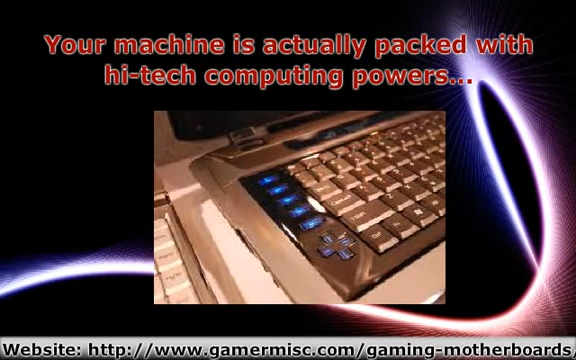 Your machine is actually packed with
hi-tech computing powers...
Website: http://www.gamermisc.com/gaming-motherboards